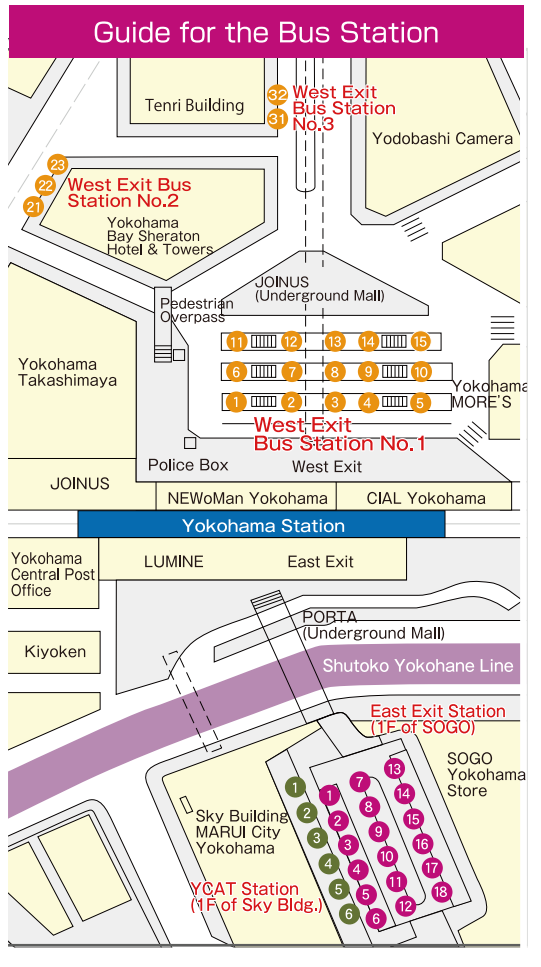 Guide for the Bus Station
Tenri Building
32
31
West Exit
Bus Station
No.3
Yodobashi Camera
23
22
21
West Exit Bus
Station No.2
Yokohama
Bay Sheraton
Hotel & Towers
JOINUS
(Underground Mall)
Pedestrian
Overpass
11 12 13 14 15
6 7 8 9 10
1 2 3 4 5
Yokohama
Takashimaya
Yokohama
MORE'S
West Exit
Bus Station No.1
Police Box
West Exit
JOINUS
NEWoMan Yokohama
CIAL Yokohama
Yokohama Station
Yokohama
Central Post
Office
LUMINE
East Exit
PORTA
(Underground Mall)
Kiyoken
Shutoko Yokohane Line
East Exit Station
(1F of SOGO)
SOGO
Yokohama
Store
Sky Building
MARUI City
Yokohama
YCAT Station
(1F of Sky Bldg.)
1
2
3
4
5
6
1
2
3
4
5
6
7
8
9
10
11
12
13
14
15
16
17
18